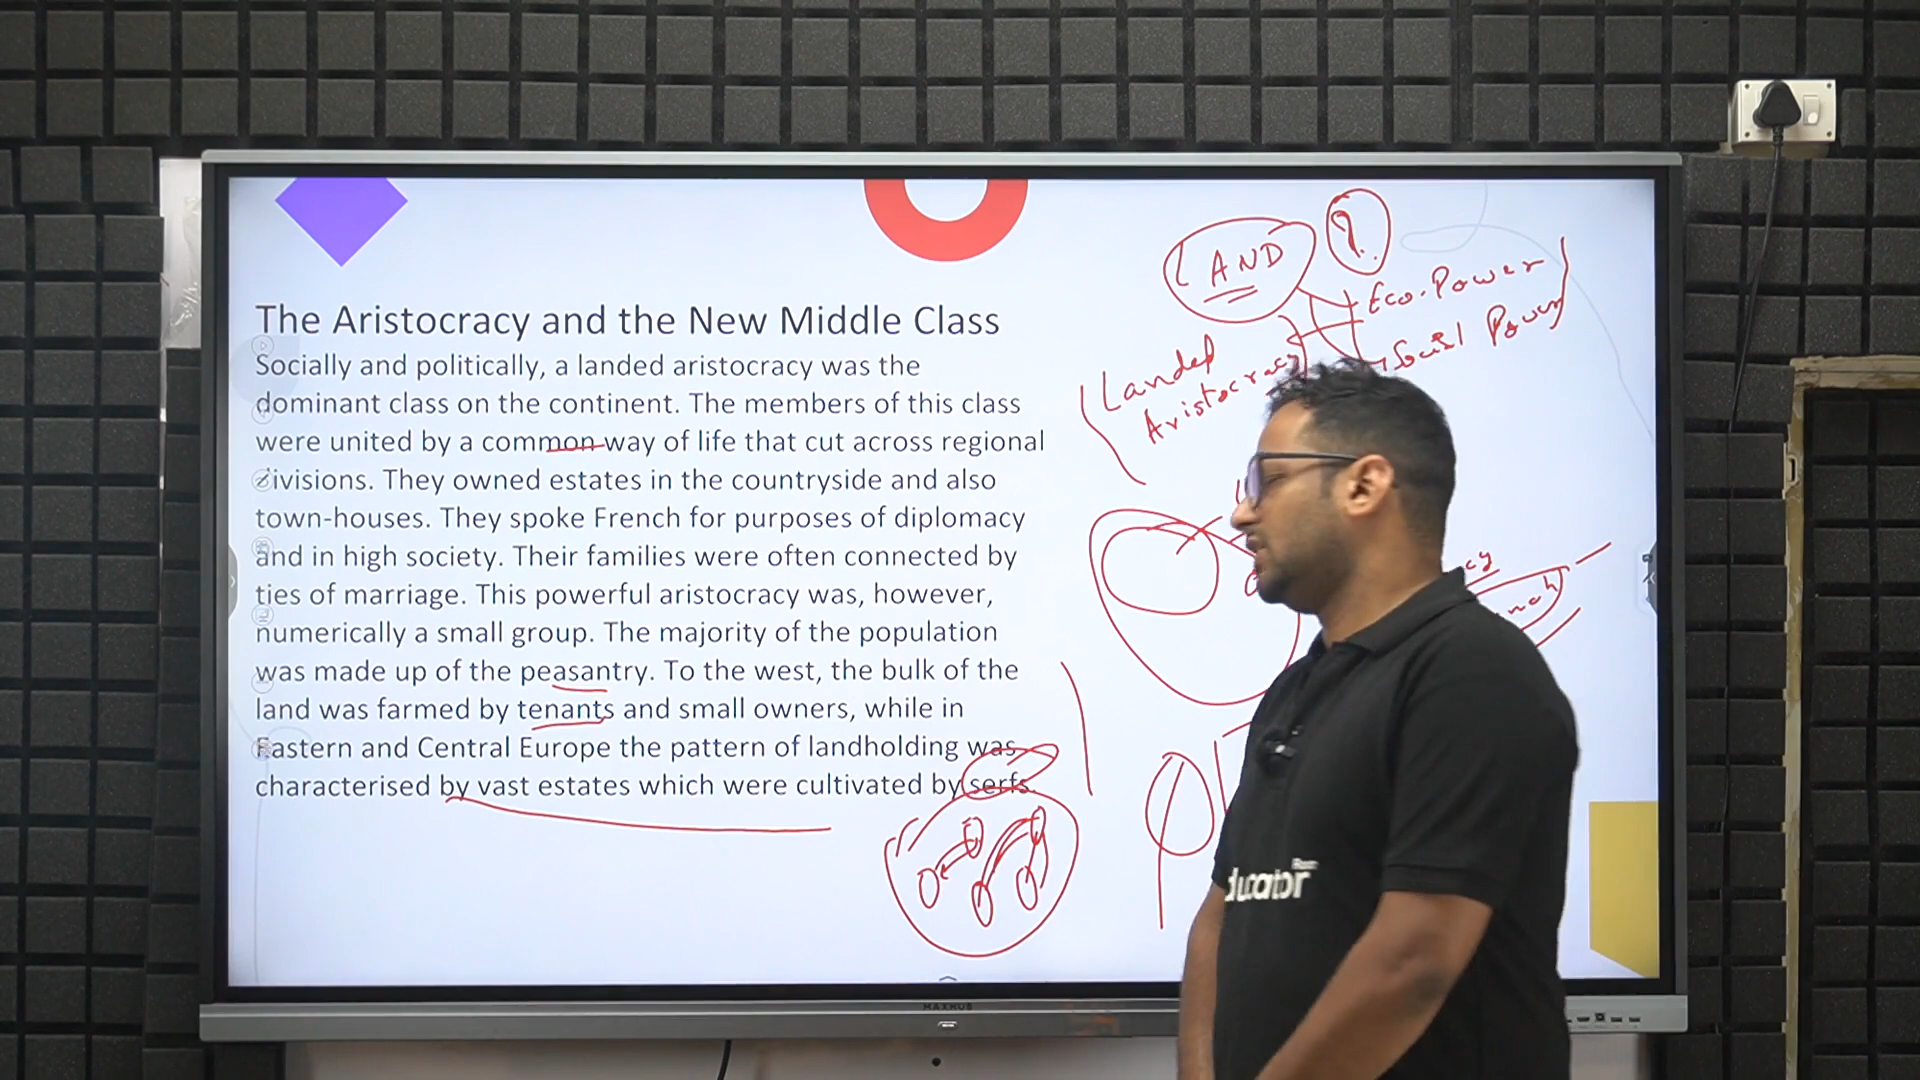 The Aristocracy and the New Middle Class
Socially and politically, a landed aristocracy was the
dominant class on the continent. The members of this class
were united by a common way of life that cut across regional
divisions. They owned estates in the countryside and also
town-houses. They spoke French for purposes of diplomacy
and in high society. Their families were often connected by
ties of marriage. This powerful aristocracy was, however,
numerically a small group. The majority of the population
was made up of the peasantry. To the west, the bulk of the
land was farmed by tenants and small owners, while in
Eastern and Central Europe the pattern of landholding was
characterised by vast estates which were cultivated by serfs.
LAND ?
Eco. Power
Social Power
Landed
Aristocracy
cy
ducator
MAXHUB